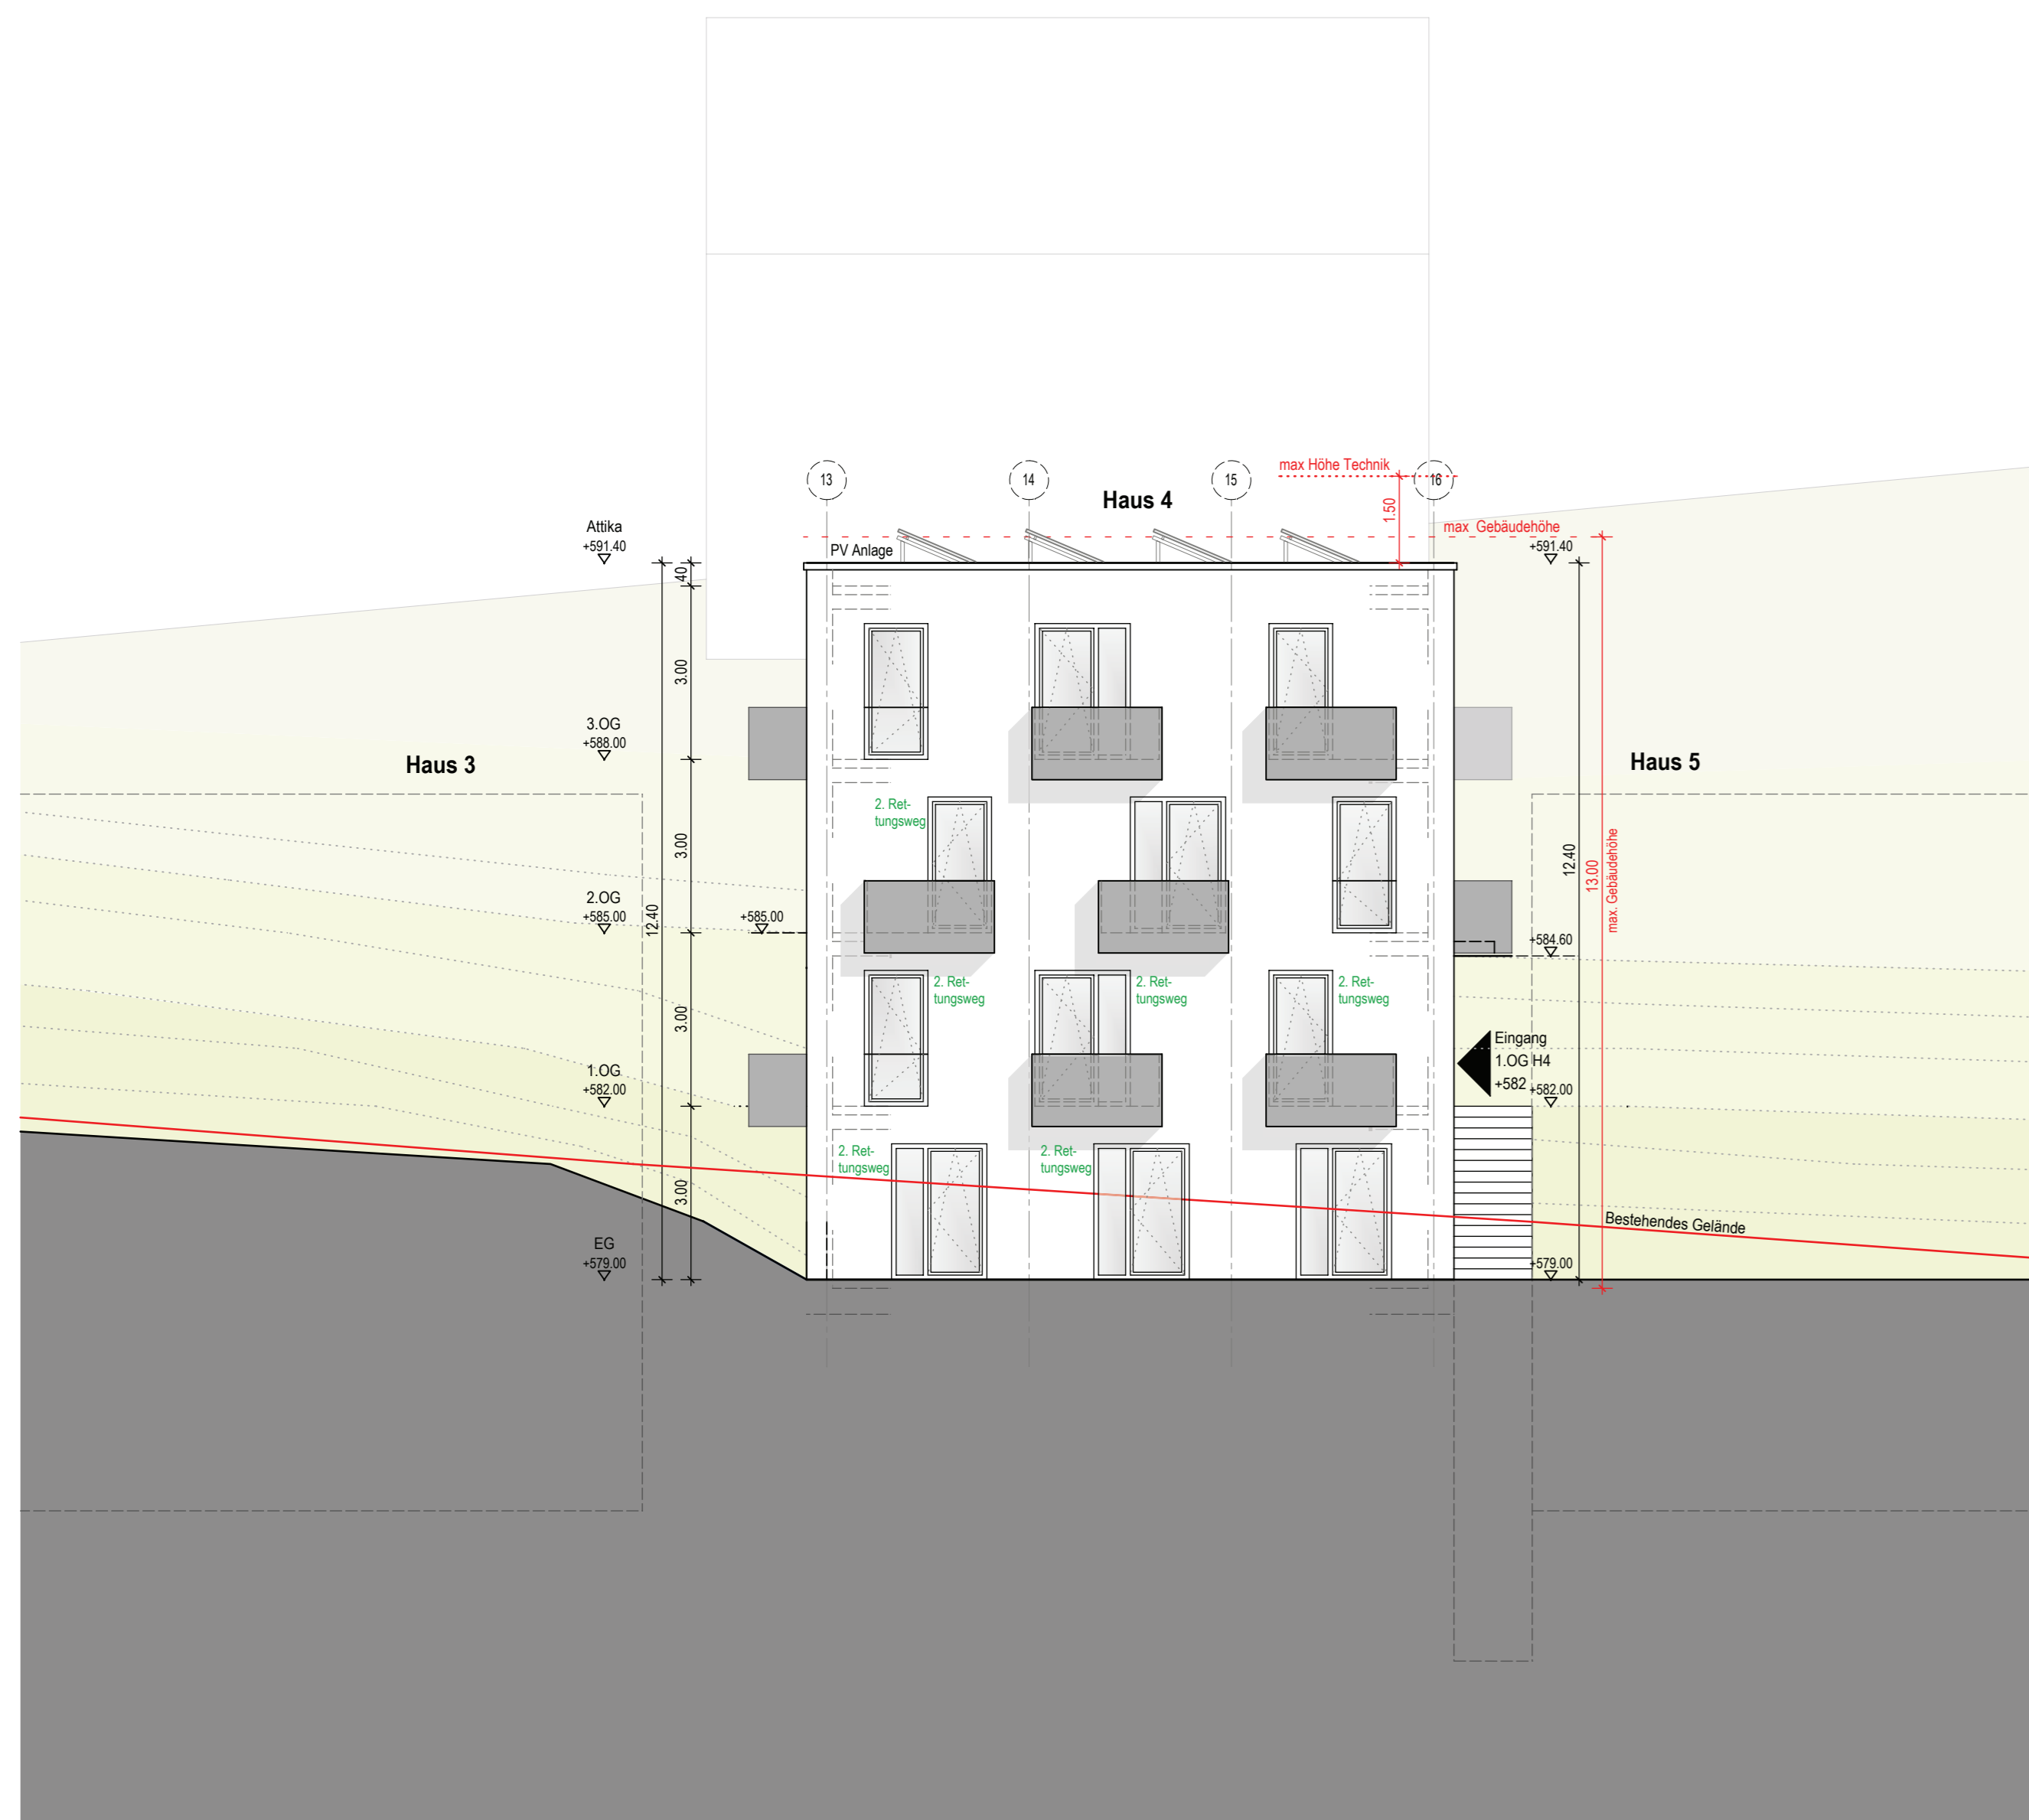 13
14
15
16
max Höhe Technik
Haus 4
1.50
max Gebäudehöhe
Attika
+591.40
PV Anlage
+591.40
40
3.00
3.OG
+588.00
Haus 3
Haus 5
2. Ret-
tungsweg
3.00
12.40
13.00
max. Gebäudehöhe
2.OG
+585.00
12.40
+585.00
+584.60
2. Ret-
tungsweg
2. Ret-
tungsweg
2. Ret-
tungsweg
3.00
Eingang
1.OG H4
+582
1.OG
+582.00
+582.00
2. Ret-
tungsweg
2. Ret-
tungsweg
3.00
Bestehendes Gelände
EG
+579.00
+579.00